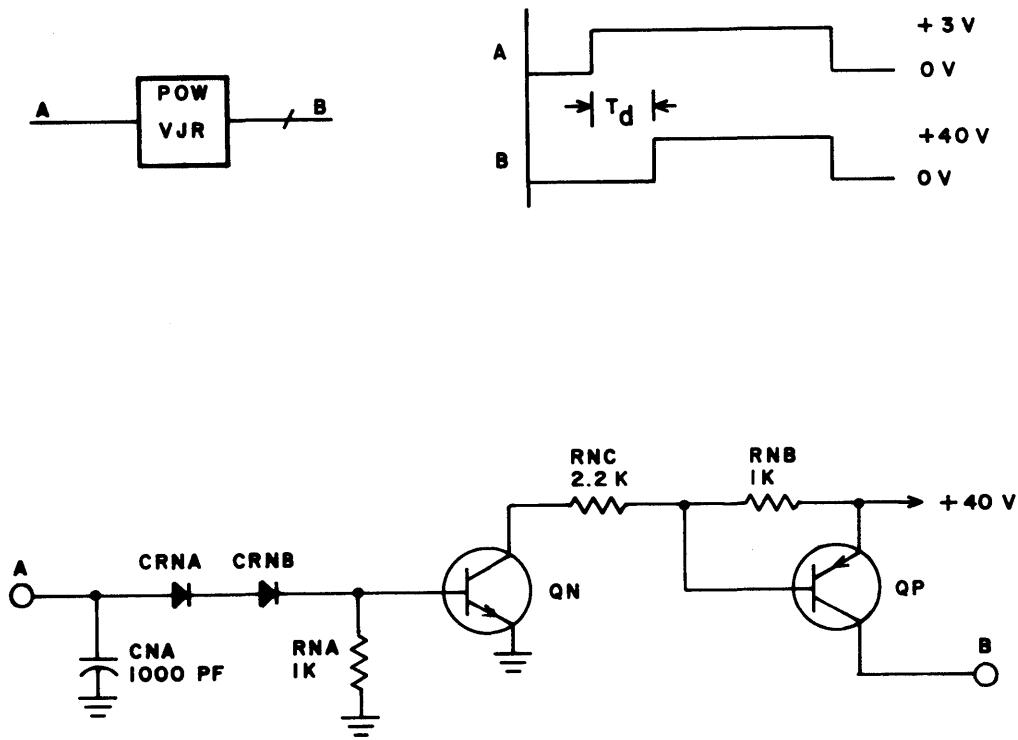 A
POW
VJR
B
A
+3 V
0 V
Td
B
+40 V
0 V
RNC
2.2 K
RNB
1K
+40 V
A
CRNA
CRNB
QN
QP
CNA
1000 PF
RNA
1K
B